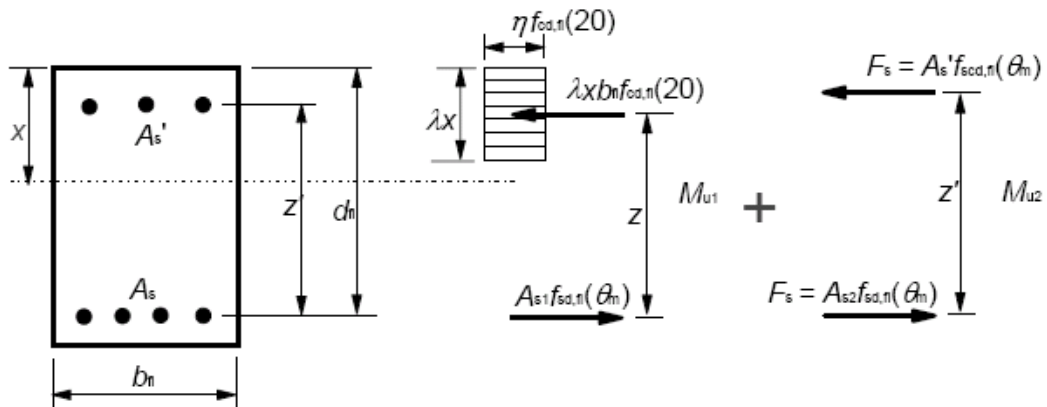 ηfcd,fi(20)
x
As'
z'
dfi
As
bfi
λx
λxbfifcd,fi(20)
z
Mu1
As1fsd,fi(θm)
+
Fs = As'fscd,fi(θm)
z'
Mu2
Fs = As2fsd,fi(θm)